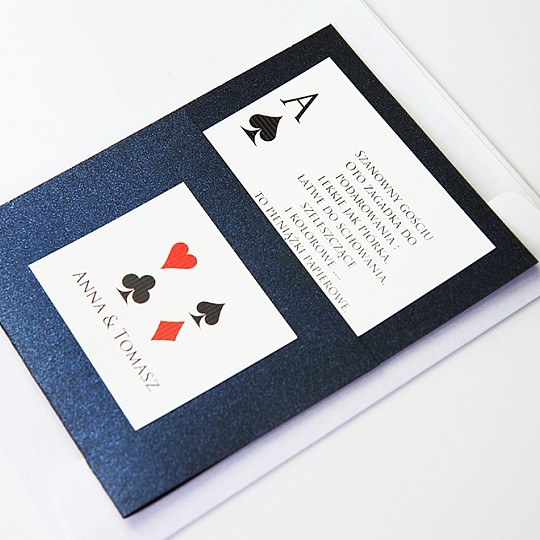 A
Szanowny Gościu
Oto zagadka do
podarowania :
lekkie jak piórka,
łatwe do schowania,
szeleszczące
i kolorowe ....
to pieniążki papierowe.
Anna & Tomasz